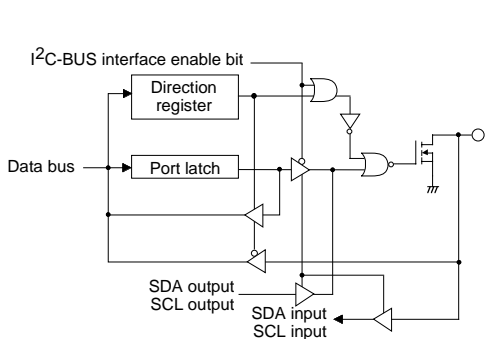 I2C-BUS interface enable bit
Direction
register
Data bus
Port latch
SDA output
SCL output
SDA input
SCL input